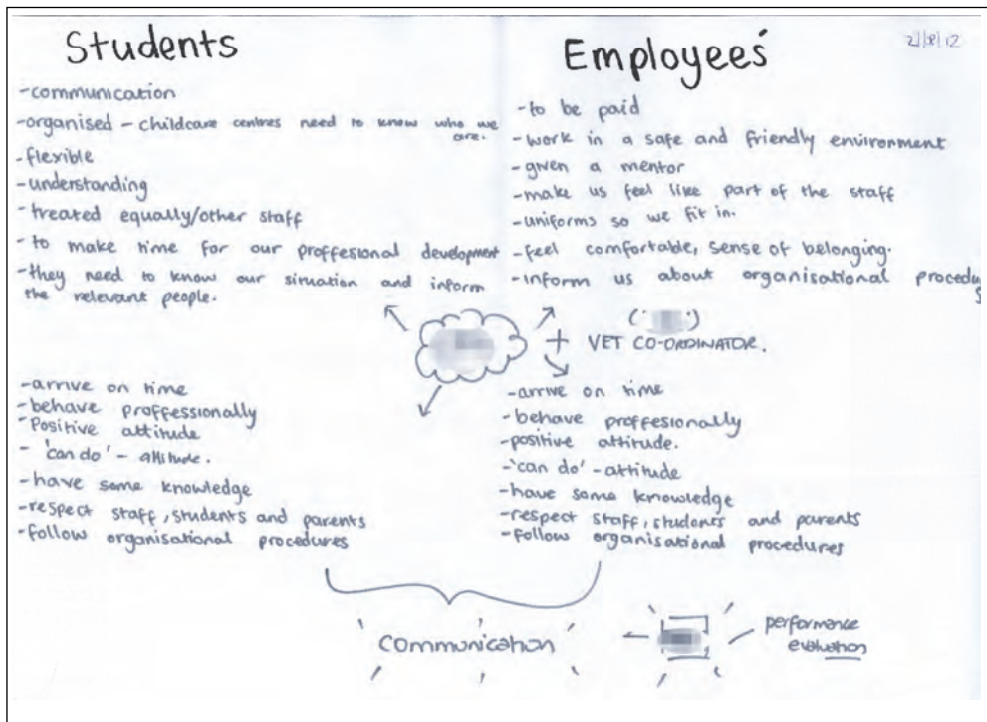 Students
-communication
-organised - childcare centres need to know who we
are.
-flexible
-understanding
-treated equally/other staff
-to make time for our proffesional development
-they need to know our situation and inform
the relevant people.
Employees
-to be paid
-work in a safe and friendly environment
-given a mentor
-make us feel like part of the staff
-uniforms so we fit in.
-feel comfortable, sense of belonging.
-inform us about organisational procedu
s
+ VET CO-ORDINATOR.
-arrive on time
-behave proffessionally
-Positive attitude
-'can do' - attitude.
-have some knowledge
-respect staff, students and parents
-follow organisational procedures
-arrive on time
-behave proffesionally
-positive attitude.
-'can do' -attitude
-have some knowledge
-respect staff, students and parents
-follow organisational procedures
communication
performance
evaluation